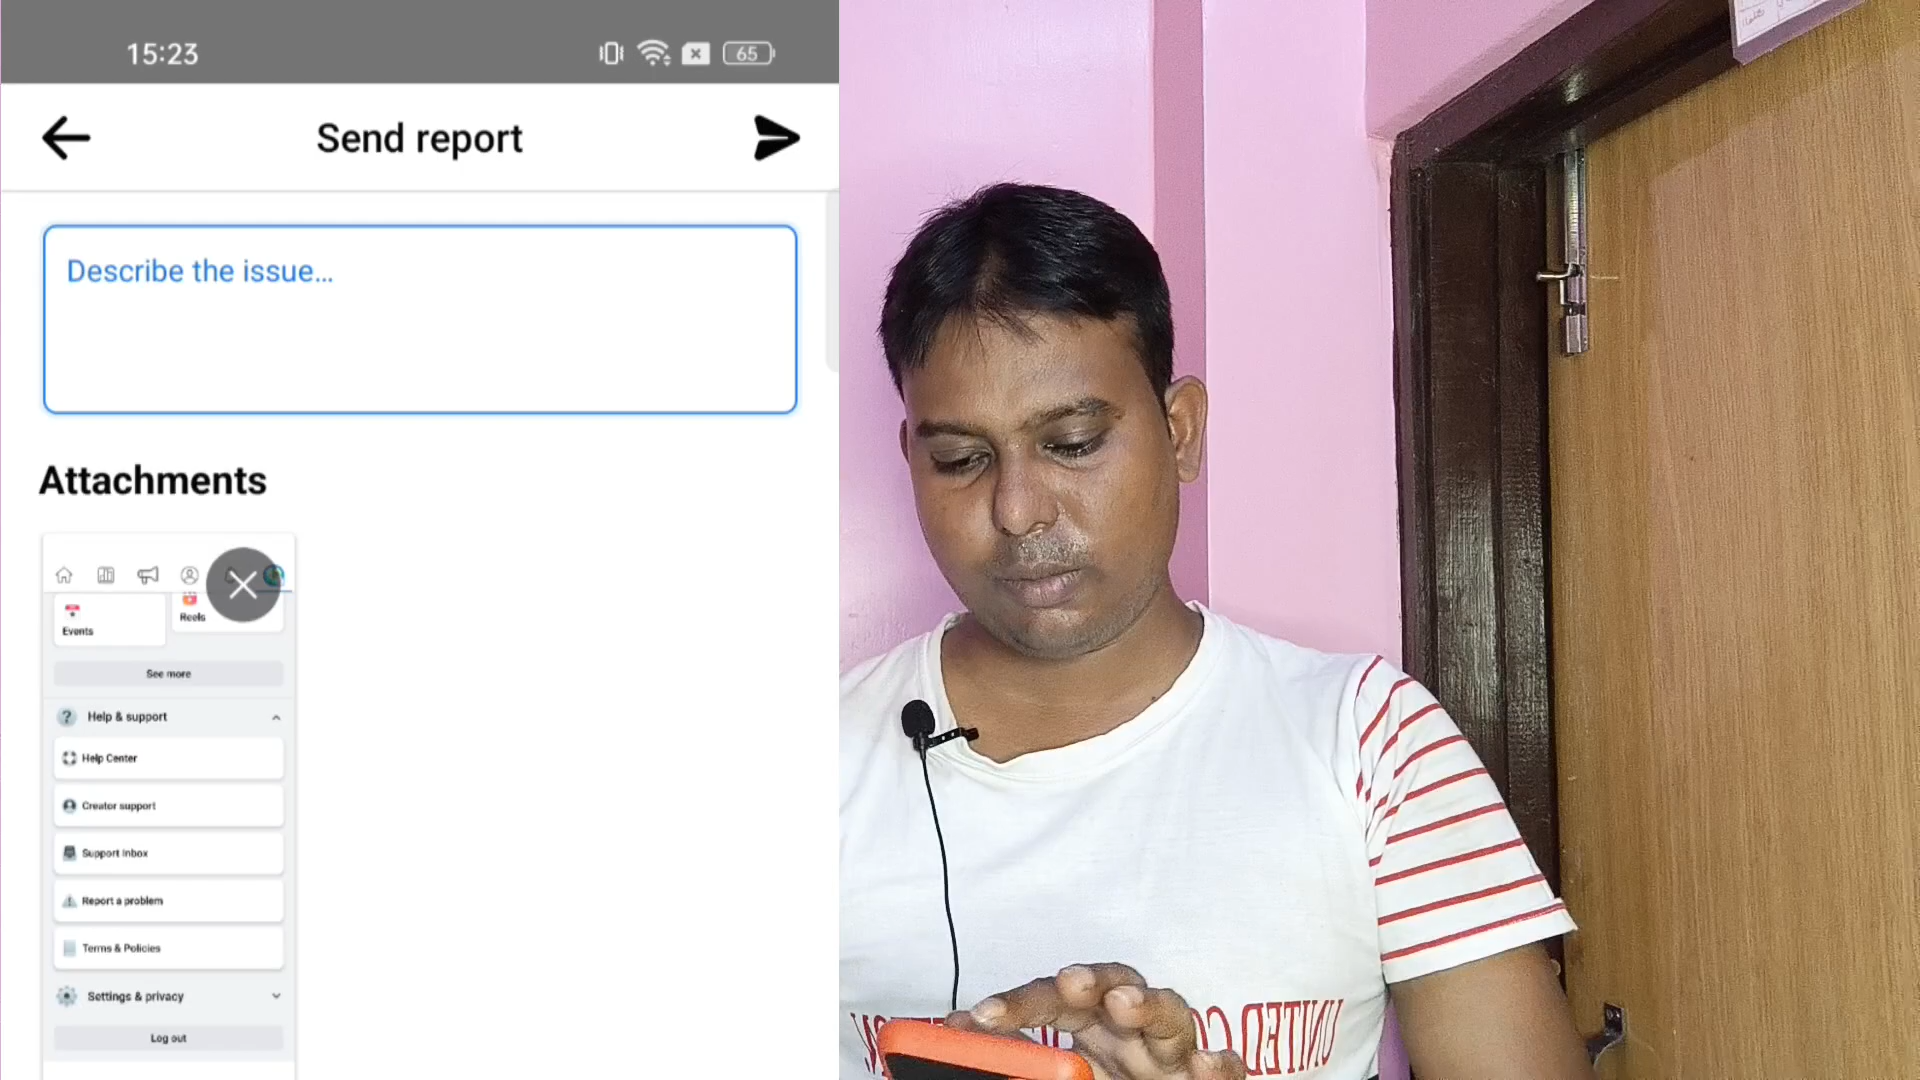 15:23
65
Send report
Describe the issue...
Attachments
Events
Reels
See more
Help & support
Help Center
Creator support
Support Inbox
Report a problem
Terms & Policies
Settings & privacy
Log out
UNITED